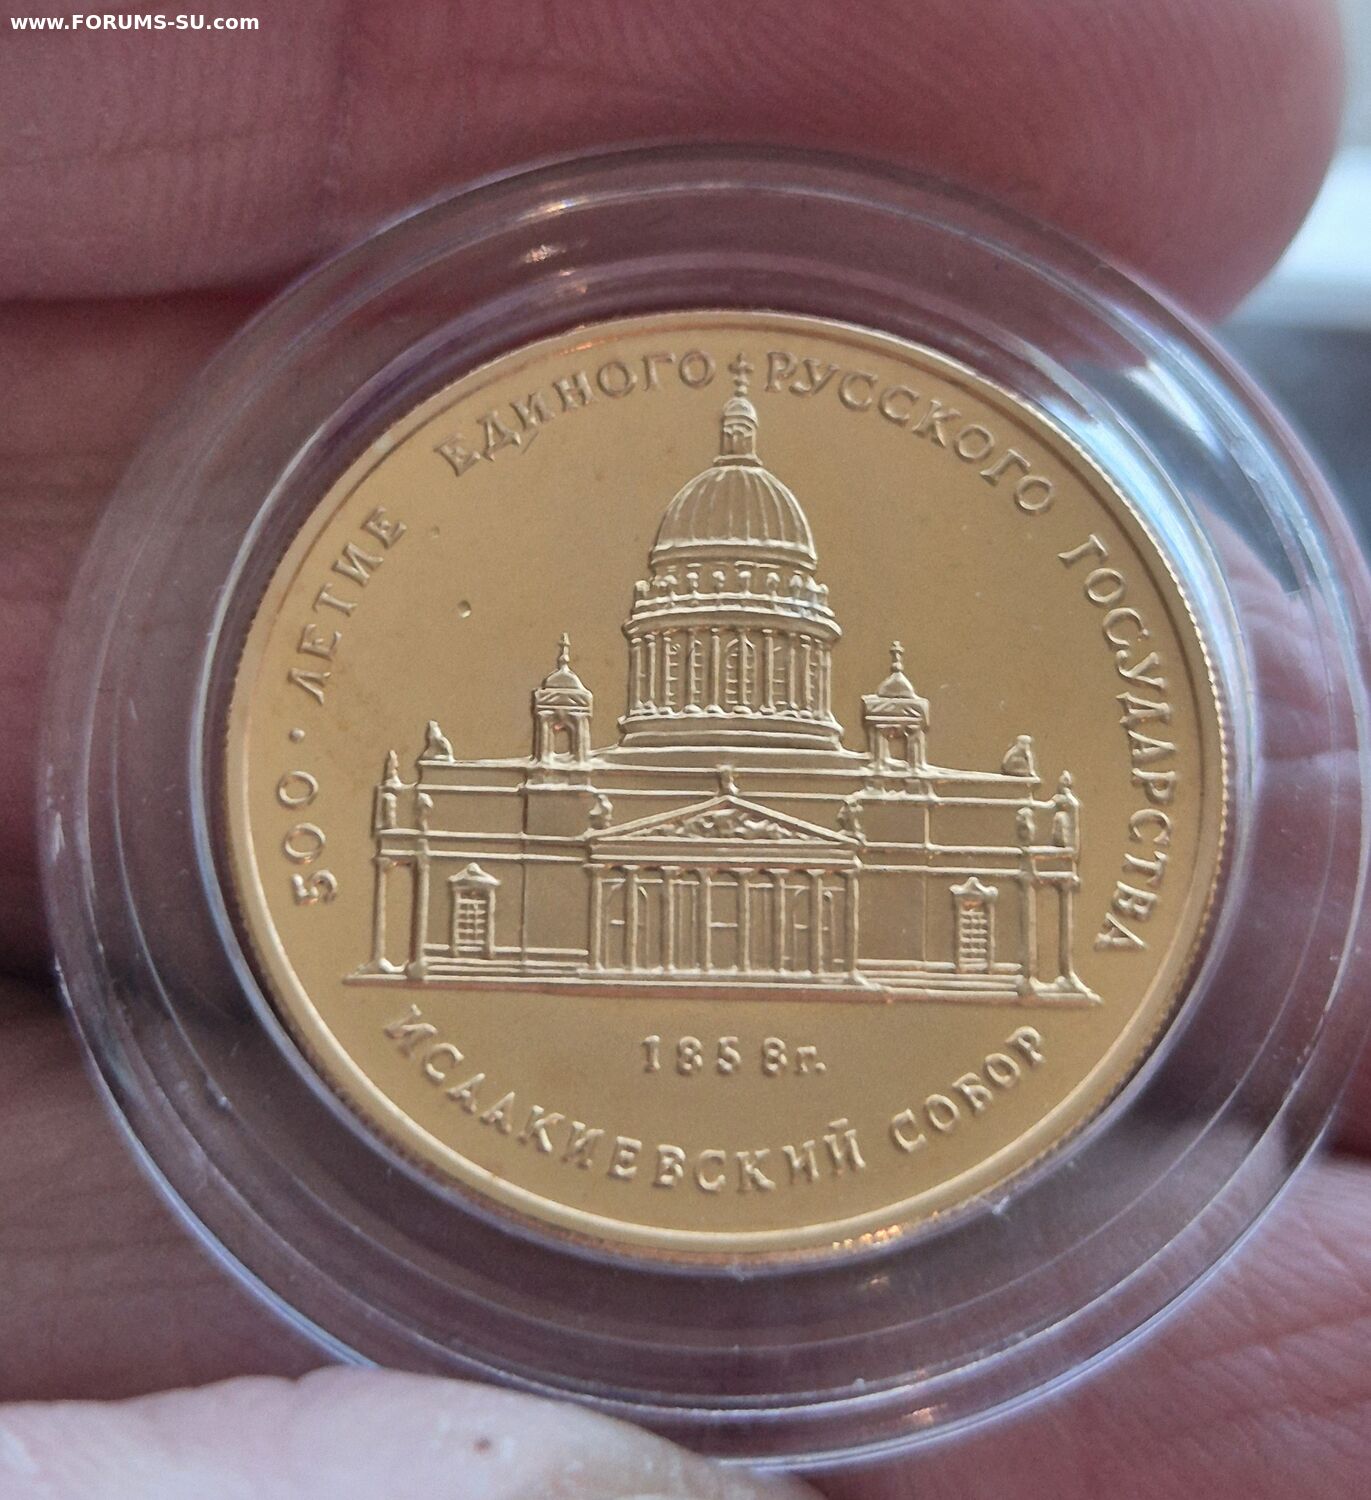 www.FORUMS-SU.com
500·ЛЕТИЕ ЕДИНОГО РУССКОГО ГОСУДАРСТВА
1858г.
ИСААКИЕВСКИЙ СОБОР